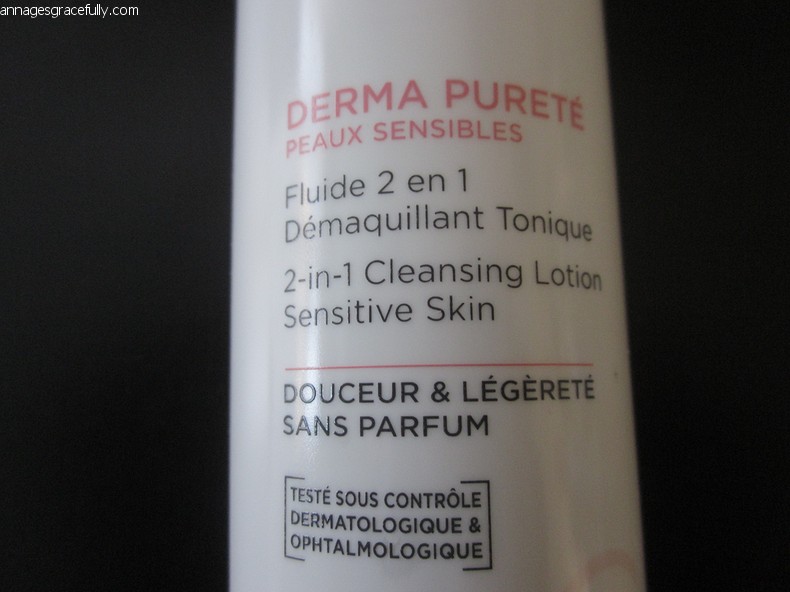 annagesgracefully.com
DERMA PURETÉ
PEAUX SENSIBLES
Fluide 2 en 1
Démaquillant Tonique
2-in-1 Cleansing Lotion
Sensitive Skin
DOUCEUR & LÉGÈRETÉ
SANS PARFUM
TESTÉ SOUS CONTRÔLE
DERMATOLOGIQUE &
OPHTALMOLOGIQUE